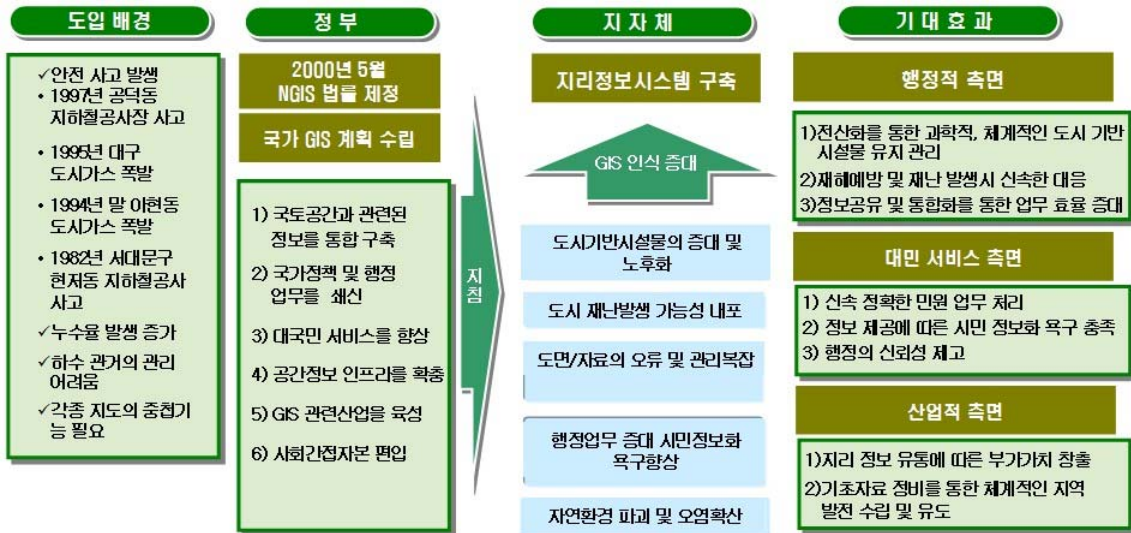 도입 배경
✓안전 사고 발생
• 1997년 공덕동
지하철공사장 사고
• 1995년 대구
도시가스 폭발
• 1994년 말 아현동
도시가스 폭발
• 1982년 서대문구
현저동 지하철공사
사고
✓누수율 발생 증가
✓하수 관거의 관리
어려움
✓각종 지도의 중첩기
능 필요
정 부
2000년 5월
NGIS 법률 제정
국가 GIS 계획 수립
1) 국토공간과 관련된
정보를 통합 구축
2) 국가정책 및 행정
업무를 쇄신
3) 대국민 서비스를 향상
4) 공간정보 인프라를 확충
5) GIS 관련산업을 육성
6) 사회간접자본 편입
지
침
지 자 체
지리정보시스템 구축
GIS 인식 증대
도시기반시설물의 증대 및
노후화
도시 재난발생 가능성 내포
도면/자료의 오류 및 관리복잡
행정업무 증대 시민정보화
욕구향상
자연환경 파괴 및 오염확산
기 대 효 과
행정적 측면
1)전산화를 통한 과학적, 체계적인 도시 기반
시설물 유지 관리
2)재해예방 및 재난 발생시 신속한 대응
3)정보공유 및 통합화를 통한 업무 효율 증대
대민 서비스 측면
1) 신속 정확한 민원 업무 처리
2) 정보 제공에 따른 시민 정보화 욕구 충족
3) 행정의 신뢰성 제고
산업적 측면
1)지리 정보 유통에 따른 부가가치 창출
2)기초자료 정비를 통한 체계적인 지역
발전 수립 및 유도